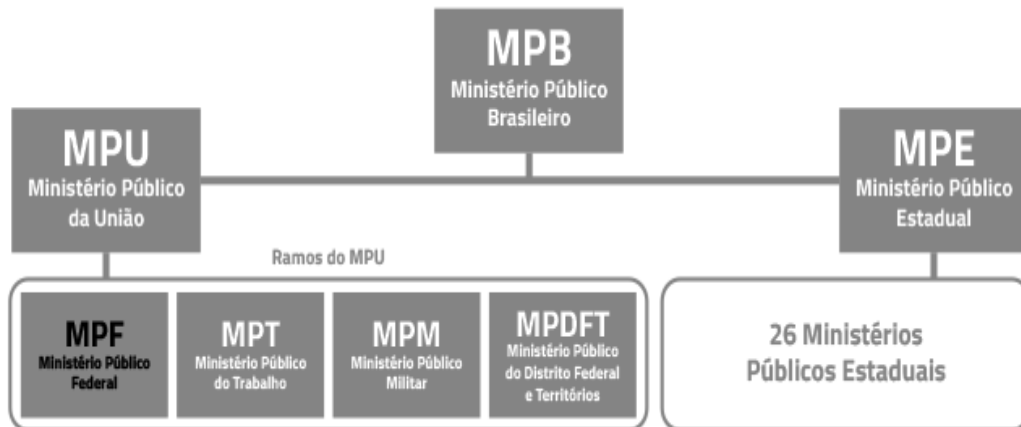 MPB
Ministério Público
Brasileiro
MPU
Ministério Público
da União
MPE
Ministério Público
Estadual
Ramos do MPU
MPF
Ministério Público
Federal
MPT
Ministério Público
do Trabalho
MPM
Ministério Público
Militar
MPDFT
Ministério Público
do Distrito Federal
e Territórios
26 Ministérios
Públicos Estaduais